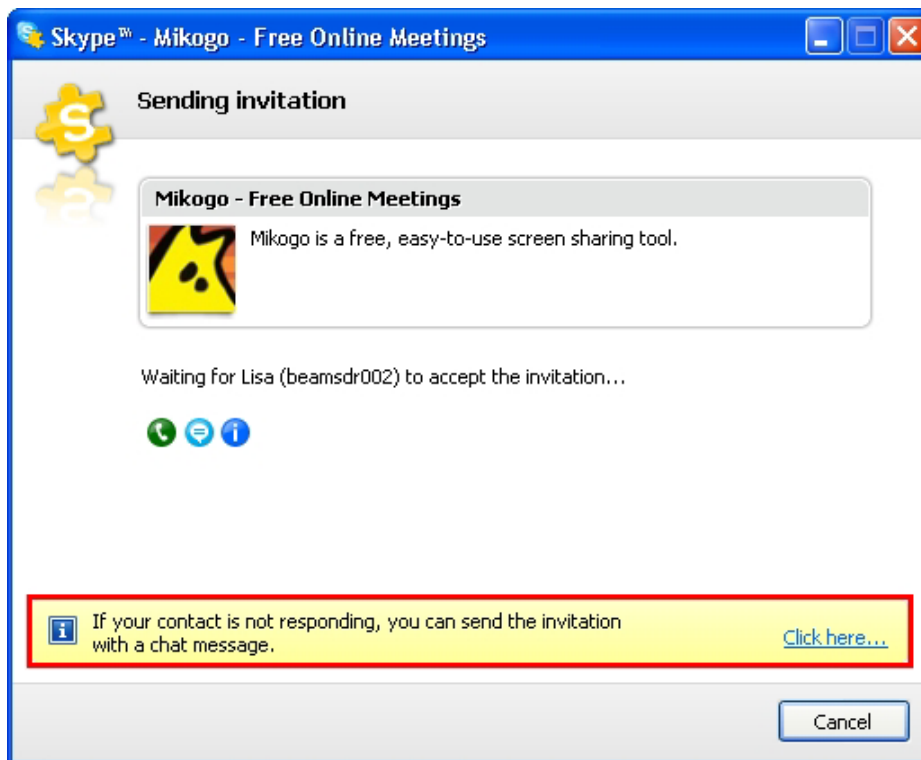 Skype™ - Mikogo - Free Online Meetings
Sending invitation
Mikogo - Free Online Meetings
Mikogo is a free, easy-to-use screen sharing tool.
Waiting for Lisa (beamsdr002) to accept the invitation...
If your contact is not responding, you can send the invitation
with a chat message.
Click here...
Cancel